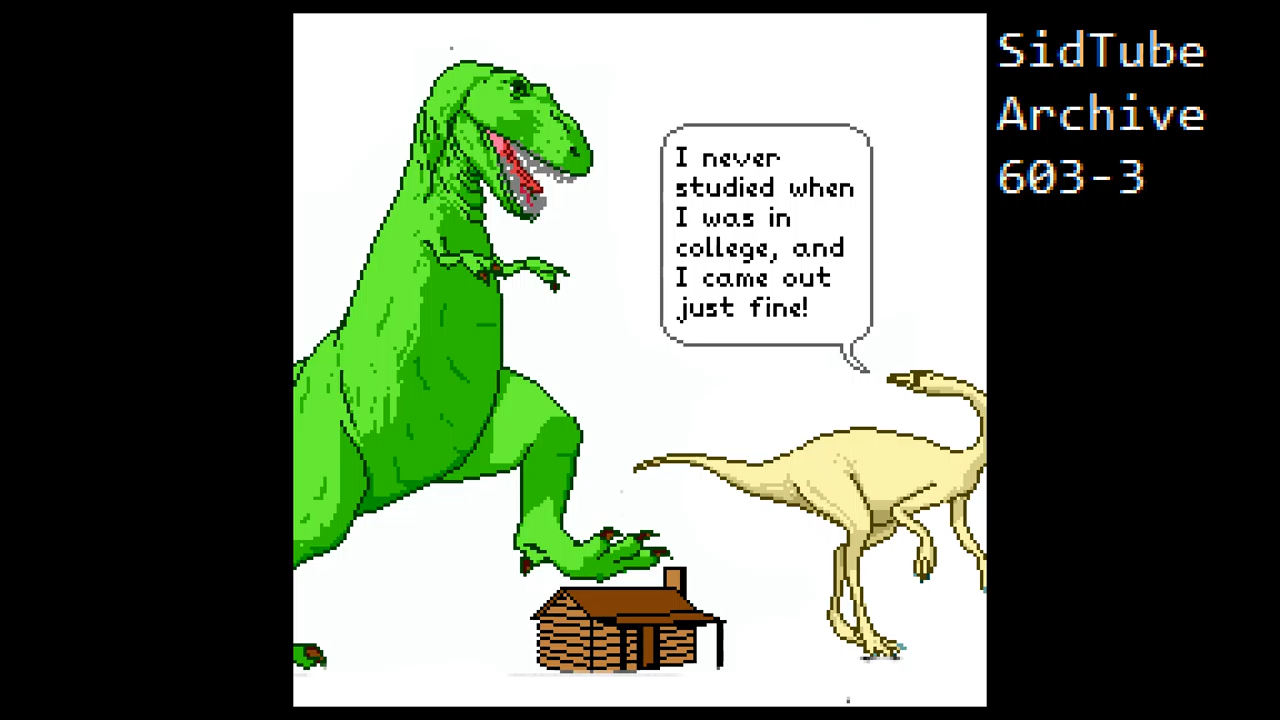 I never
studied when
I was in
college, and
I came out
just fine!
SidTube
Archive
603-3